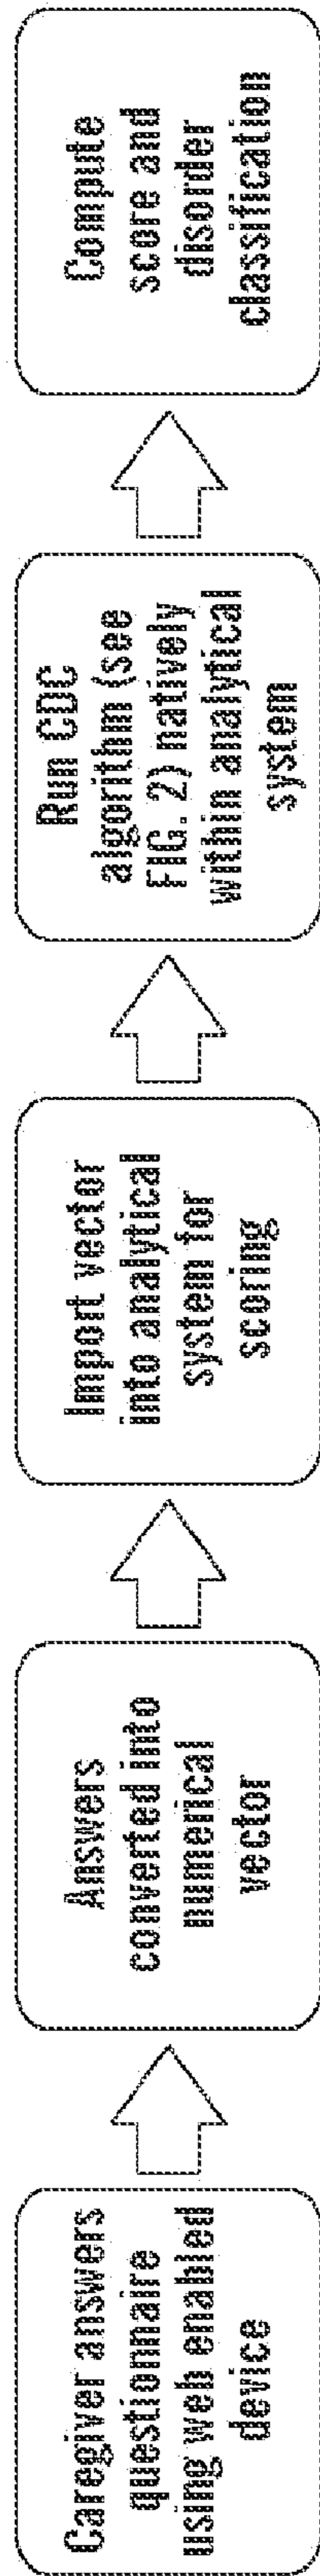 Caregiver answers
questionnaire
using web enabled
device
Answers
converted into
numerical
vector
Import vector
into analytical
system for
scoring
Run CDC
algorithm (see
FIG. 2) natively
within analytical
system
Compute
score and
disorder
classification